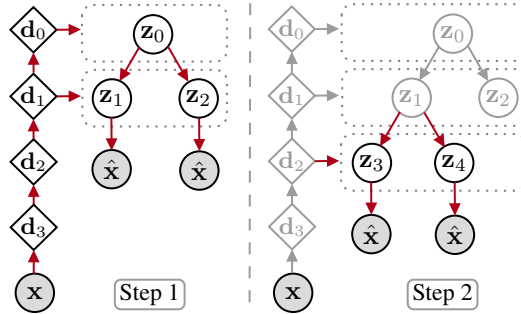 d₀ z₀
d₁ z₁ z₂
d₂ x̂ x̂
d₃
x Step 1
d₀ z₀
d₁ z₁ z₂
d₂ z₃ z₄
d₃ x̂ x̂
x Step 2